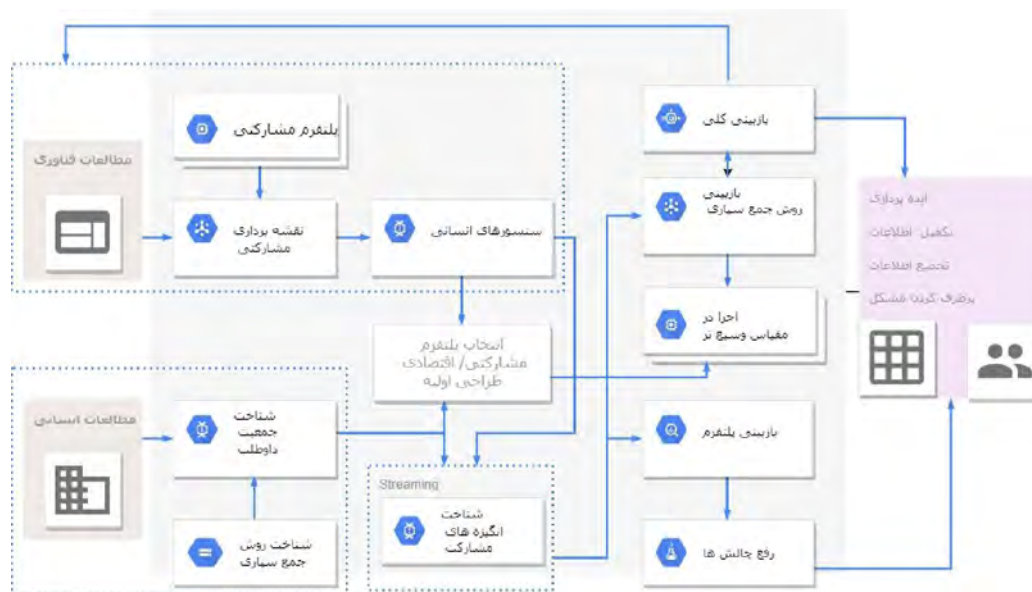 پلتفرم مشارکتی
مطالعات فناوری
نقشه برداری
مشارکتی
سنسورهای انسانی
بازبینی کلی
بازبینی
روش جمع سپاری
اجرا در
مقیاس وسیع تر
ایده پردازی
تکمیل اطلاعات
تجمیع اطلاعات
برطرف کردن مشکل
انتخاب پلتفرم
مشارکتی/ اقتصادی
طراحی اولیه
مطالعات انسانی
شناخت
جمعیت
داوطلب
شناخت روش
جمع سپاری
Streaming
شناخت
انگیزه های
مشارکت
بازبینی پلتفرم
رفع چالش ها